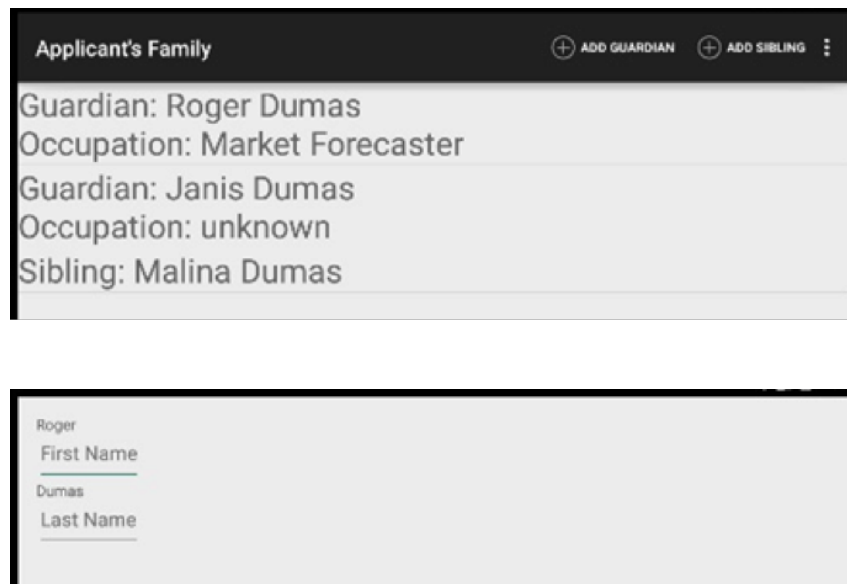 Applicant's Family ADD GUARDIAN ADD SIBLING
Guardian: Roger Dumas
Occupation: Market Forecaster
Guardian: Janis Dumas
Occupation: unknown
Sibling: Malina Dumas
Roger
First Name
Dumas
Last Name